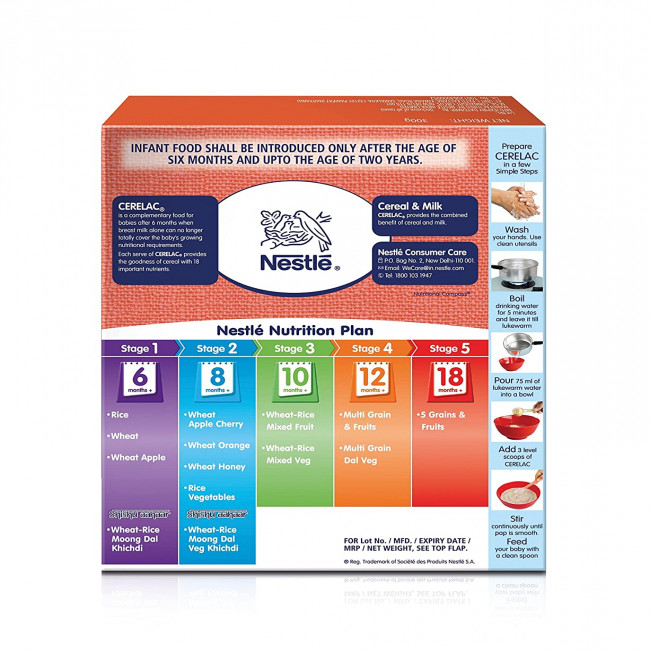 NET WEIGHT: 300g
INFANT FOOD SHALL BE INTRODUCED ONLY AFTER THE AGE OF
SIX MONTHS AND UPTO THE AGE OF TWO YEARS.
CERELAC®
is a complementary food for
babies after 6 months when
breast milk alone can no longer
totally cover the baby's growing
nutritional requirements.
Each serve of CERELAC® provides
the goodness of cereal with 18
important nutrients.
Nestlé®
Cereal & Milk
CERELAC® provides the combined
benefit of cereal and milk.
Nestlé Consumer Care
P.O. Bag No. 2, New Delhi-110 001.
Email: WeCare@in.nestle.com
Tel: 1800 103 1947
Nutritional Company
Nestlé Nutrition Plan
Stage 1
6
months +
•Rice
•Wheat
•Wheat Apple
•Wheat-Rice
Moong Dal
Khichdi
Stage 2
8
months +
•Wheat
Apple Cherry
•Wheat Orange
•Wheat Honey
•Rice
Vegetables
•Wheat-Rice
Moong Dal
Veg Khichdi
Stage 3
10
months +
•Wheat-Rice
Mixed Fruit
•Wheat-Rice
Mixed Veg
Stage 4
12
months +
•Multi Grain
& Fruits
•Multi Grain
Dal Veg
Stage 5
18
months +
•5 Grains &
Fruits
FOR Lot No. / MFD. / EXPIRY DATE /
MRP / NET WEIGHT, SEE TOP FLAP.
® Reg. Trademark of Société des Produits Nestlé S.A.
Prepare
CERELAC
in a few
Simple Steps
Wash
your hands. Use
clean utensils
Boil
drinking water
for 5 minutes
and leave it till
lukewarm
Pour 75 ml of
lukewarm water
into a bowl
Add 3 level
scoops of
CERELAC
Stir
continuously until
pap is smooth.
Feed
your baby with
a clean spoon